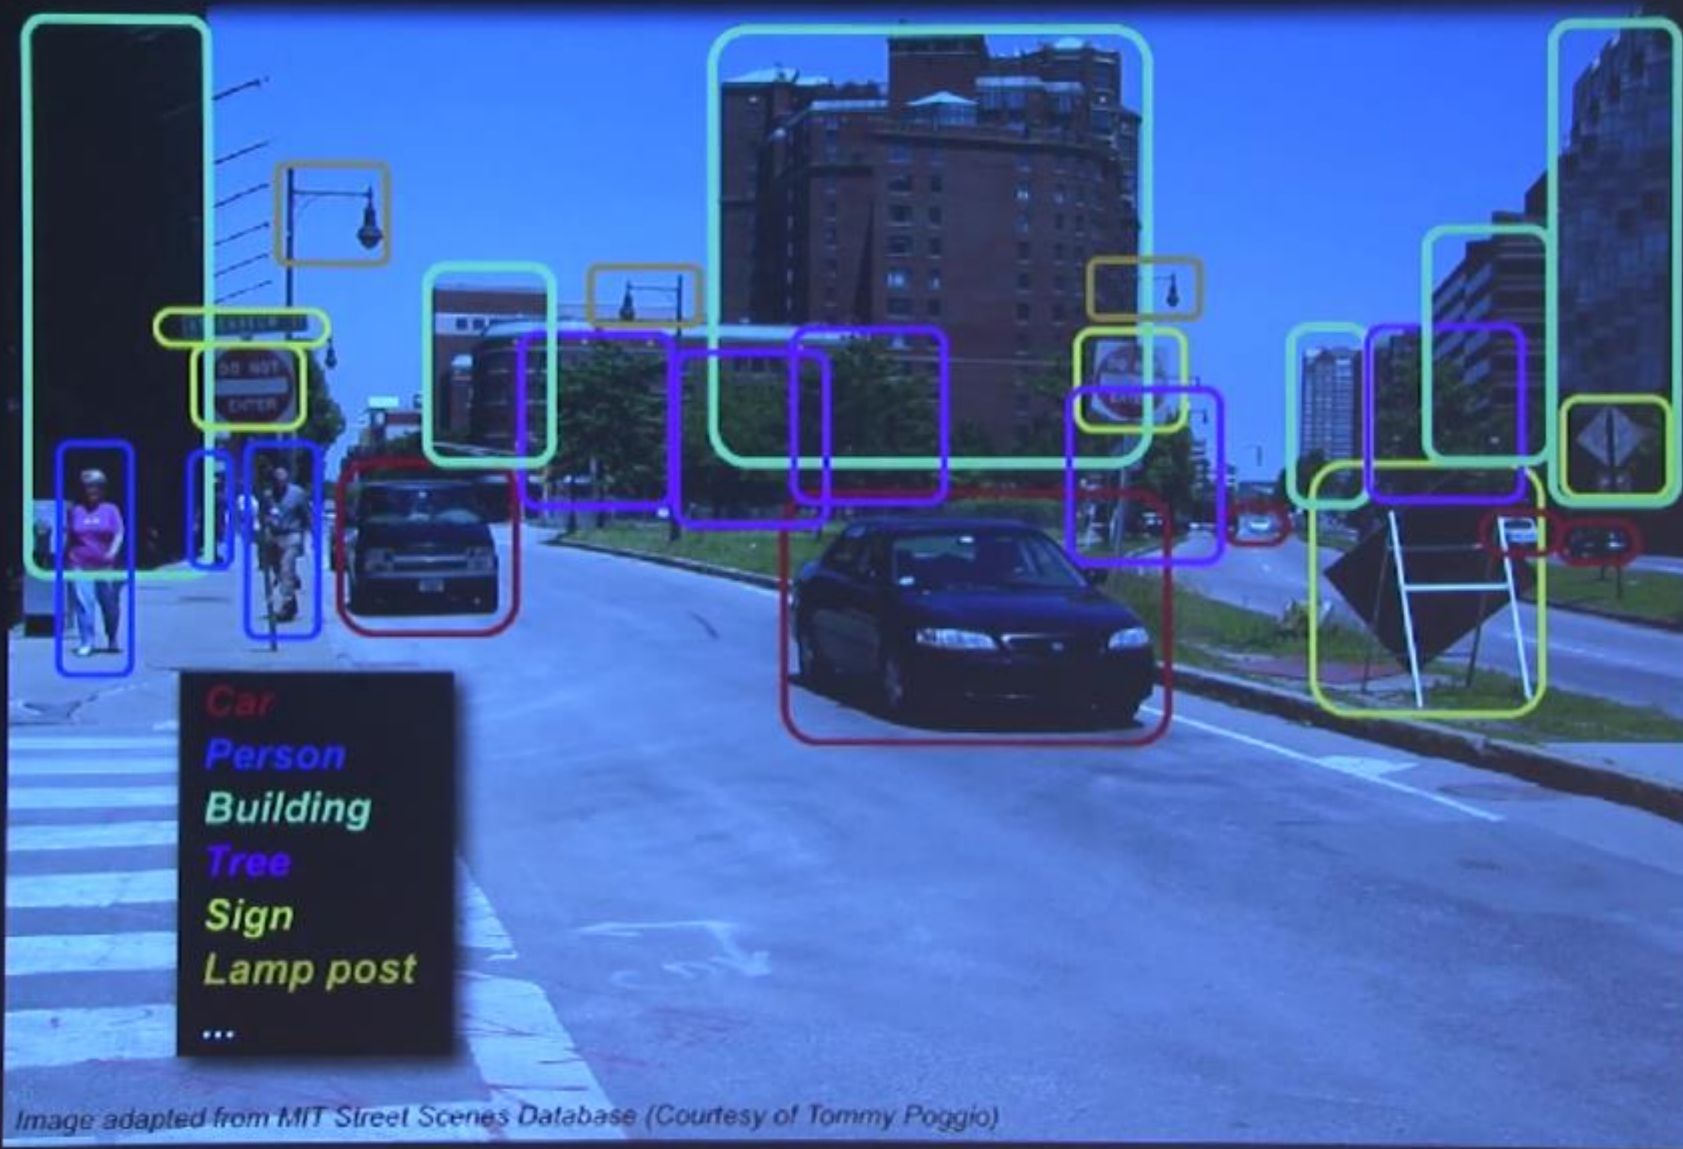 DO NOT
ENTER
Car
Person
Building
Tree
Sign
Lamp post
...
Image adapted from MIT Street Scenes Database (Courtesy of Tommy Poggio)